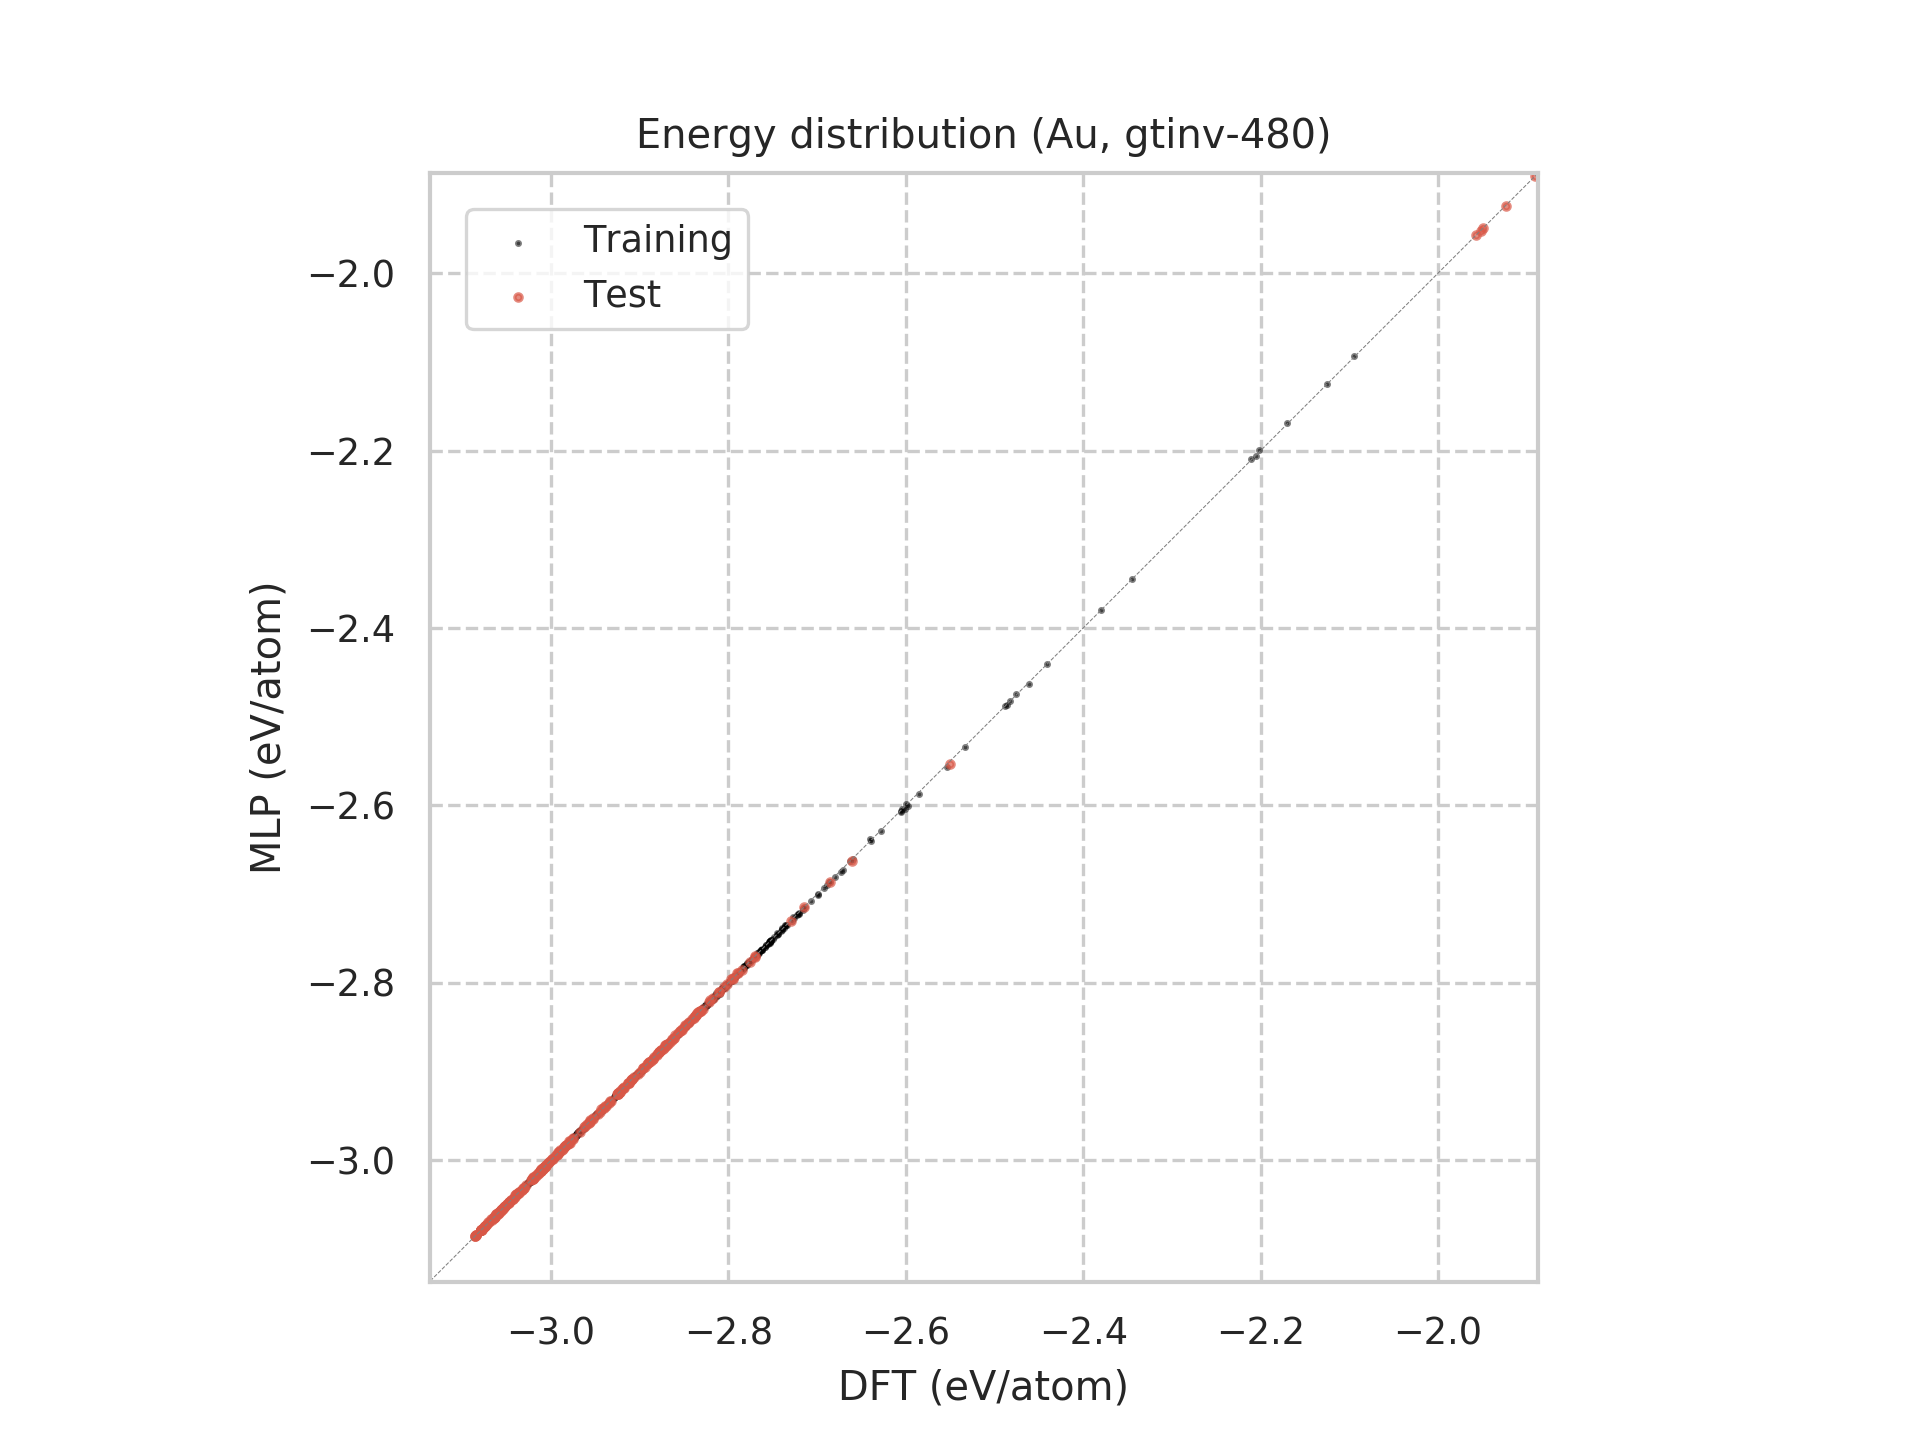 Energy distribution (Au, gtinv-480)
Training
Test
−2.0
−2.2
−2.4
−2.6
−2.8
−3.0
MLP (eV/atom)
−3.0 −2.8 −2.6 −2.4 −2.2 −2.0
DFT (eV/atom)